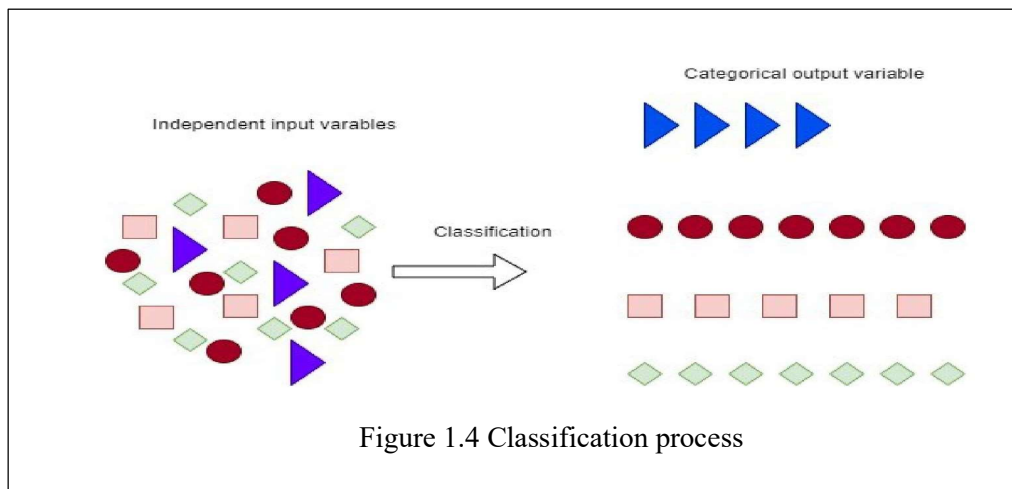 Categorical output variable
Independent input varables
Classification
Figure 1.4 Classification process